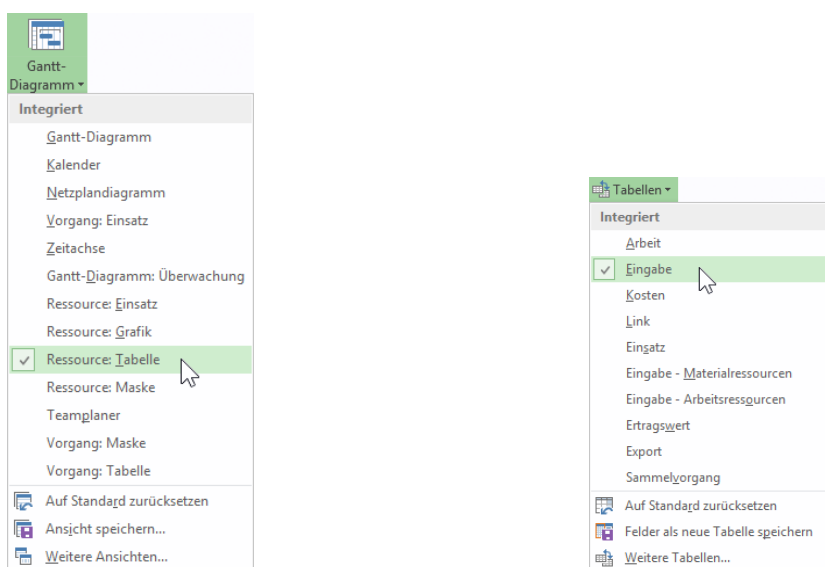 Gantt-
Diagramm
Integriert
Gantt-Diagramm
Kalender
Netzplandiagramm
Vorgang: Einsatz
Zeitachse
Gantt-Diagramm: Überwachung
Ressource: Einsatz
Ressource: Grafik
Ressource: Tabelle
Ressource: Maske
Teamplaner
Vorgang: Maske
Vorgang: Tabelle
Auf Standard zurücksetzen
Ansicht speichern...
Weitere Ansichten...
Tabellen
Integriert
Arbeit
Eingabe
Kosten
Link
Einsatz
Eingabe - Materialressourcen
Eingabe - Arbeitsressourcen
Ertragswert
Export
Sammelvorgang
Auf Standard zurücksetzen
Felder als neue Tabelle speichern
Weitere Tabellen...